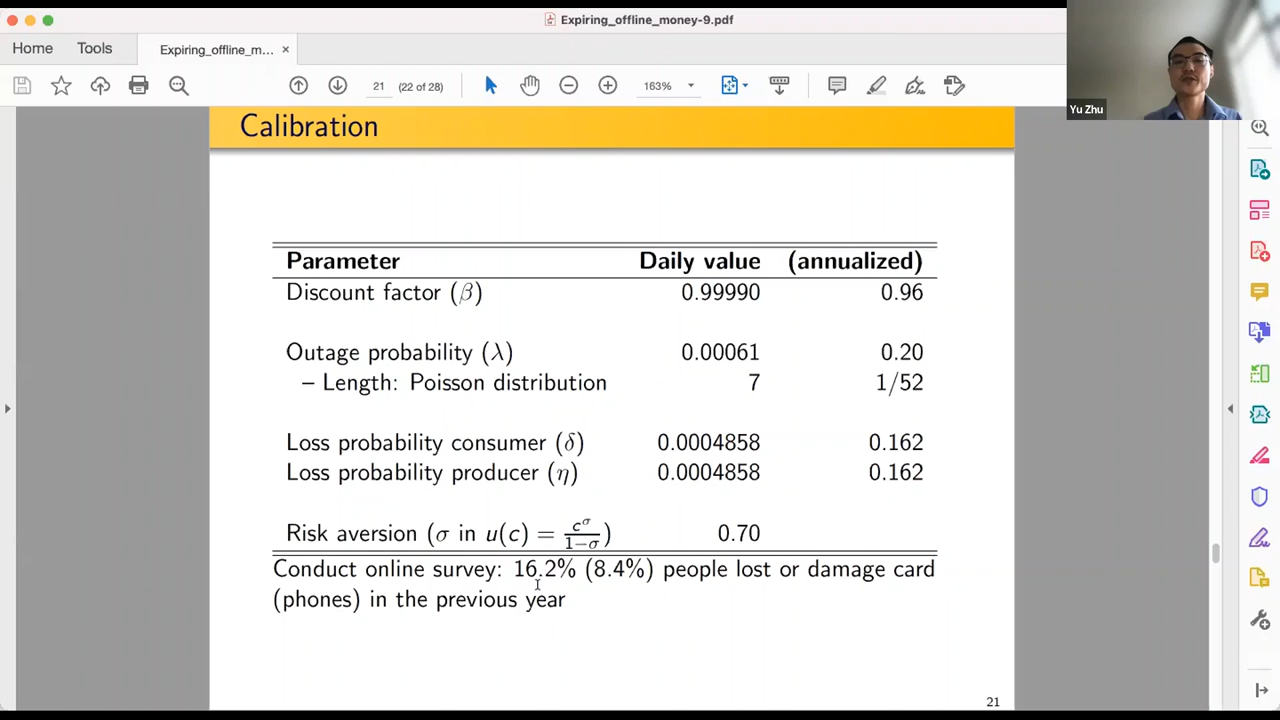 Expiring_offline_money-9.pdf
Home
Tools
Expiring_offline_m...
21
(22 of 28)
163%
Yu Zhu
Calibration
Parameter Daily value (annualized)
Discount factor (β) 0.99990 0.96
Outage probability (λ) 0.00061 0.20
– Length: Poisson distribution 7 1/52
Loss probability consumer (δ) 0.0004858 0.162
Loss probability producer (η) 0.0004858 0.162
Risk aversion (σ in u(c) = c^σ/1−σ) 0.70
Conduct online survey: 16.2% (8.4%) people lost or damage card
(phones) in the previous year
21